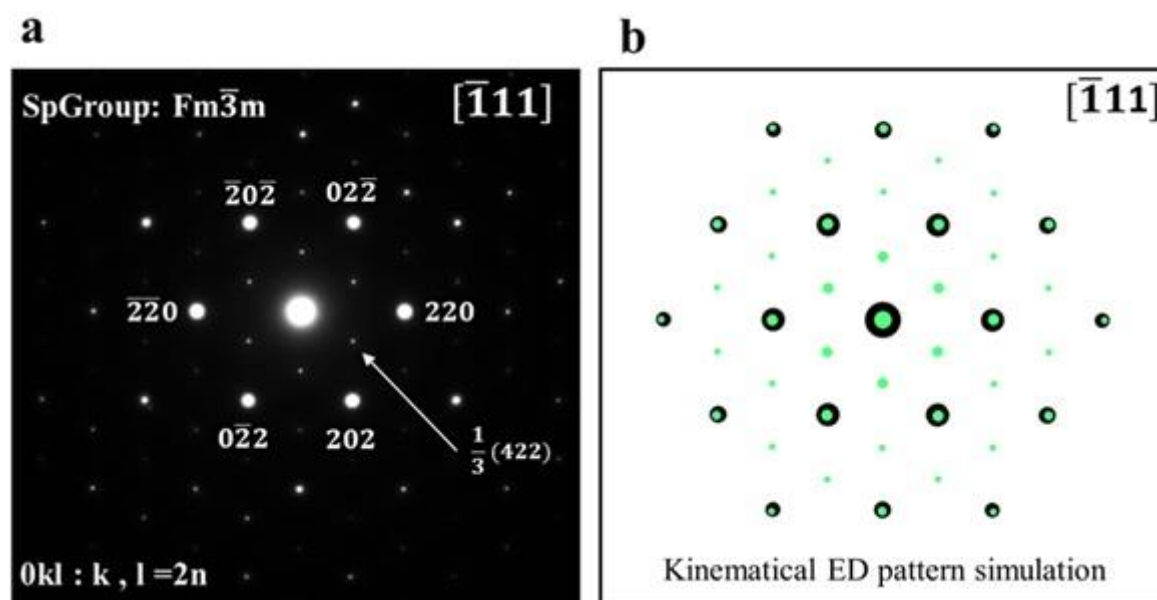 a
SpGroup: Fm3̅m
[1̅11]
2̅02̅
022̅
2̅2̅0
220
02̅2
202
1/3(422)
0kl : k , l =2n
b
[1̅11]
Kinematical ED pattern simulation